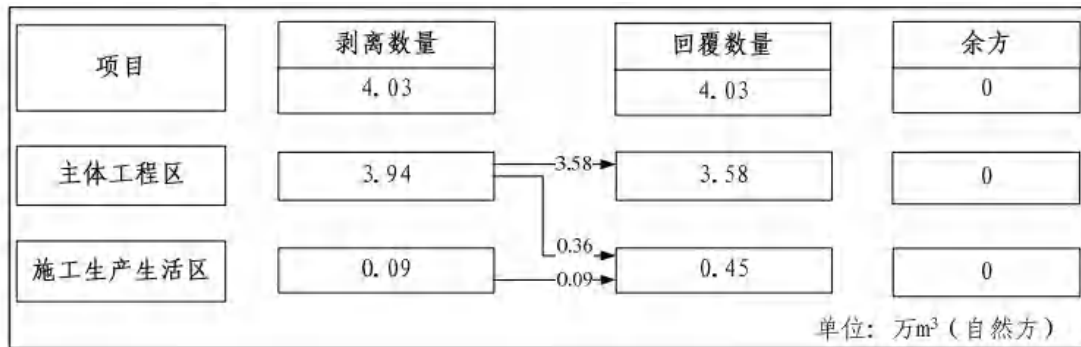 项目
剥离数量
4.03
回覆数量
4.03
余方
0
主体工程区
3.94
3.58
3.58
0
施工生产生活区
0.09
0.36
0.09
0.45
0
单位：万m³（自然方）